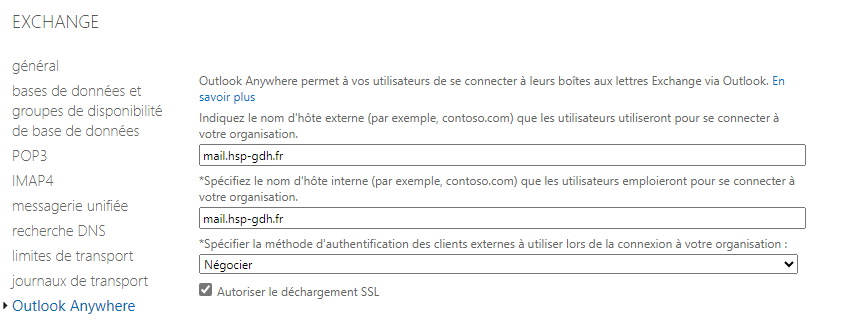 EXCHANGE
général
bases de données et
groupes de disponibilité
de base de données
POP3
IMAP4
messagerie unifiée
recherche DNS
limites de transport
journaux de transport
Outlook Anywhere
Outlook Anywhere permet à vos utilisateurs de se connecter à leurs boîtes aux lettres Exchange via Outlook. En
savoir plus
Indiquez le nom d'hôte externe (par exemple, contoso.com) que les utilisateurs utiliseront pour se connecter à
votre organisation.
mail.hsp-gdh.fr
*Spécifiez le nom d'hôte interne (par exemple, contoso.com) que les utilisateurs emploieront pour se connecter à
votre organisation.
mail.hsp-gdh.fr
*Spécifier la méthode d'authentification des clients externes à utiliser lors de la connexion à votre organisation :
Négocier
Autoriser le déchargement SSL